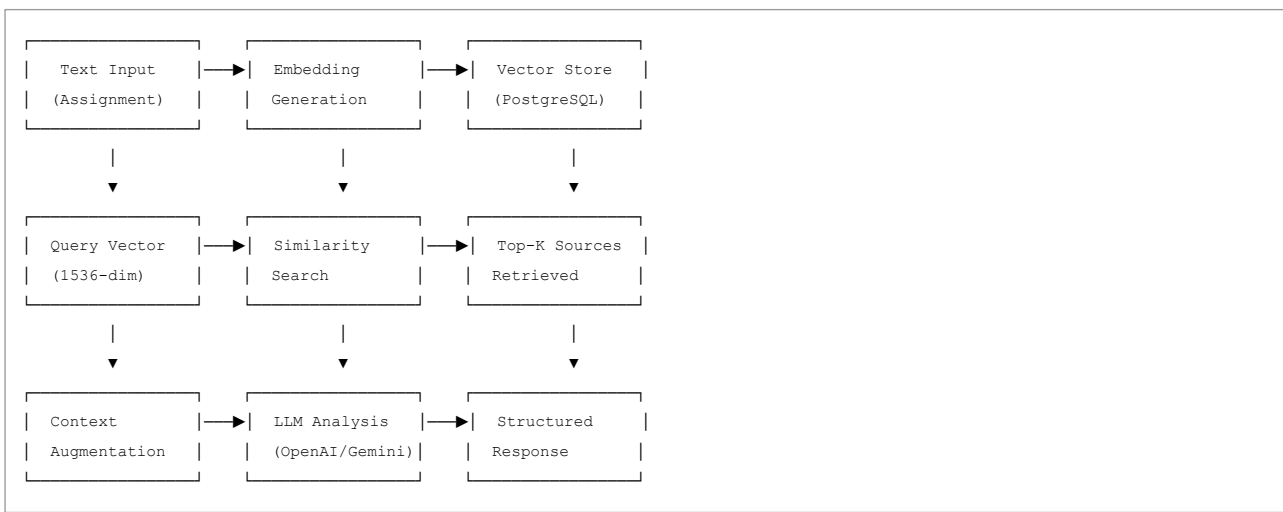 Text Input Embedding Vector Store
(Assignment) Generation (PostgreSQL)
Query Vector Similarity Top-K Sources
(1536-dim) Search Retrieved
Context LLM Analysis Structured
Augmentation (OpenAI/Gemini) Response